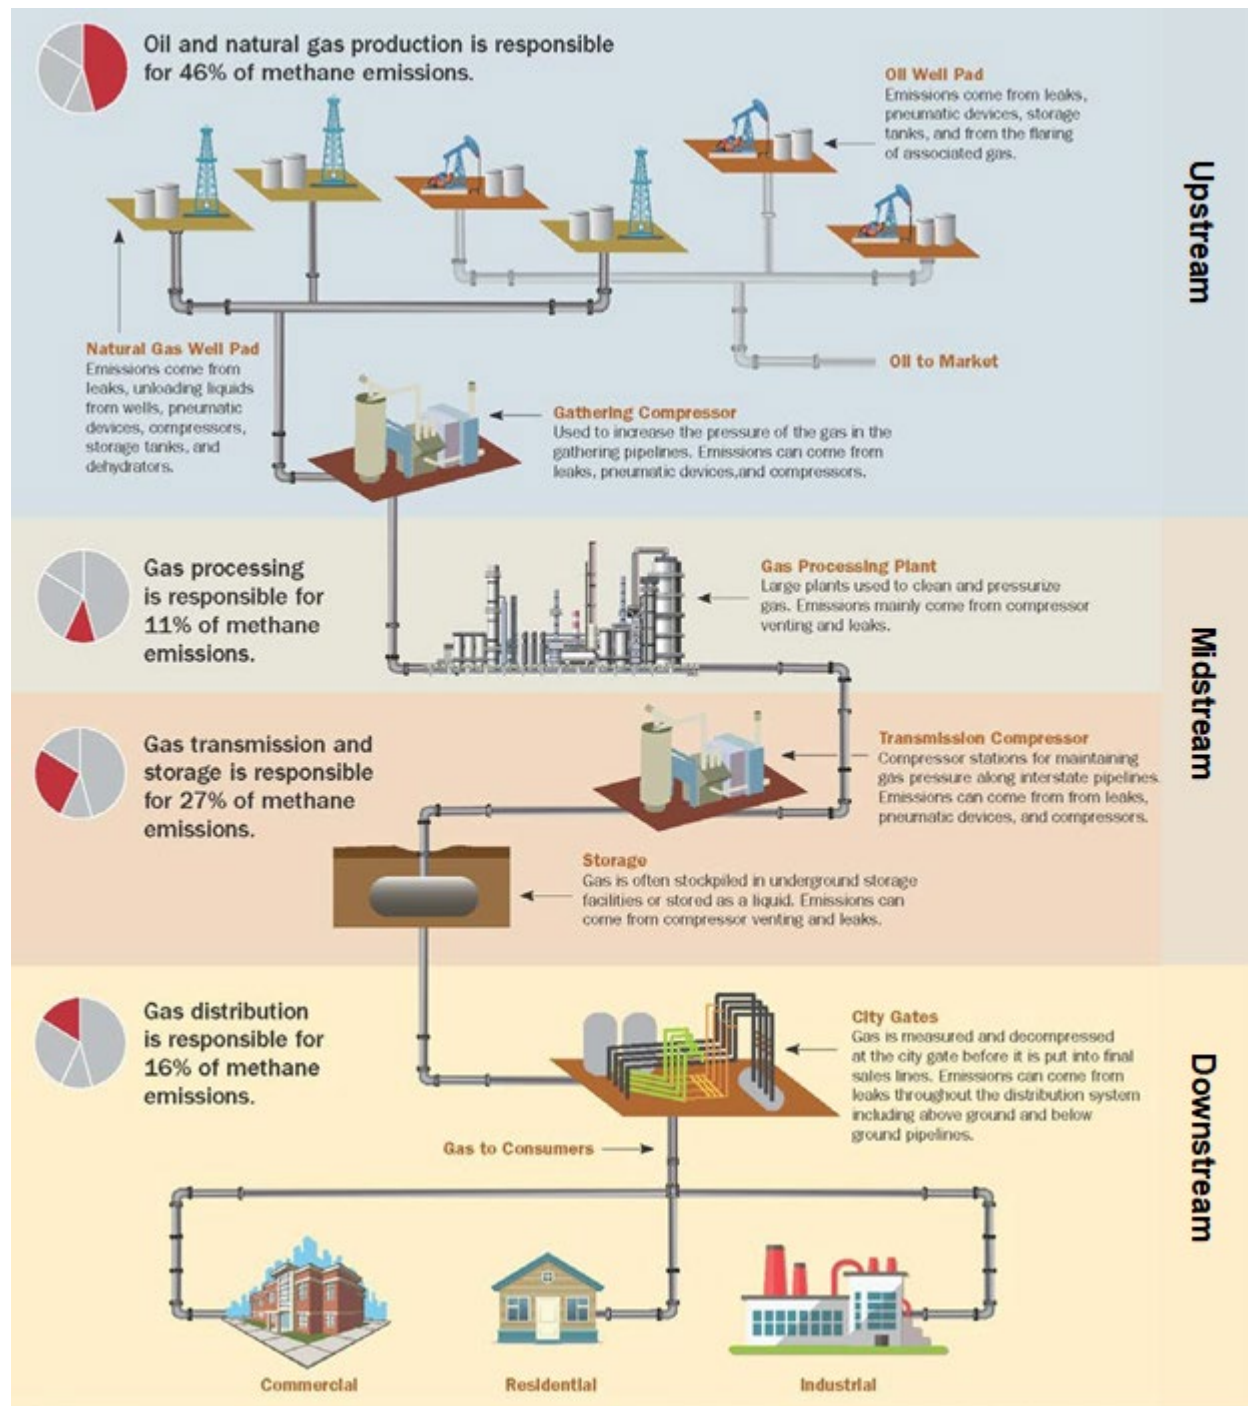 Oil and natural gas production is responsible
for 46% of methane emissions.
Oil Well Pad
Emissions come from leaks,
pneumatic devices, storage
tanks, and from the flaring
of associated gas.
Upstream
Natural Gas Well Pad
Emissions come from
leaks, unloading liquids
from wells, pneumatic
devices, compressors,
storage tanks, and
dehydrators.
Oil to Market
Gathering Compressor
Used to increase the pressure of the gas in the
gathering pipelines. Emissions can come from
leaks, pneumatic devices,and compressors.
Gas processing
is responsible for
11% of methane
emissions.
Gas Processing Plant
Large plants used to clean and pressurize
gas. Emissions mainly come from compressor
venting and leaks.
Midstream
Gas transmission and
storage is responsible
for 27% of methane
emissions.
Transmission Compressor
Compressor stations for maintaining
gas pressure along interstate pipelines.
Emissions can come from from leaks,
pneumatic devices, and compressors.
Storage
Gas is often stockpiled in underground storage
facilities or stored as a liquid. Emissions can
come from compressor venting and leaks.
Gas distribution
is responsible for
16% of methane
emissions.
City Gates
Gas is measured and decompressed
at the city gate before it is put into final
sales lines. Emissions can come from
leaks throughout the distribution system
including above ground and below
ground pipelines.
Downstream
Gas to Consumers
Commercial
Residential
Industrial